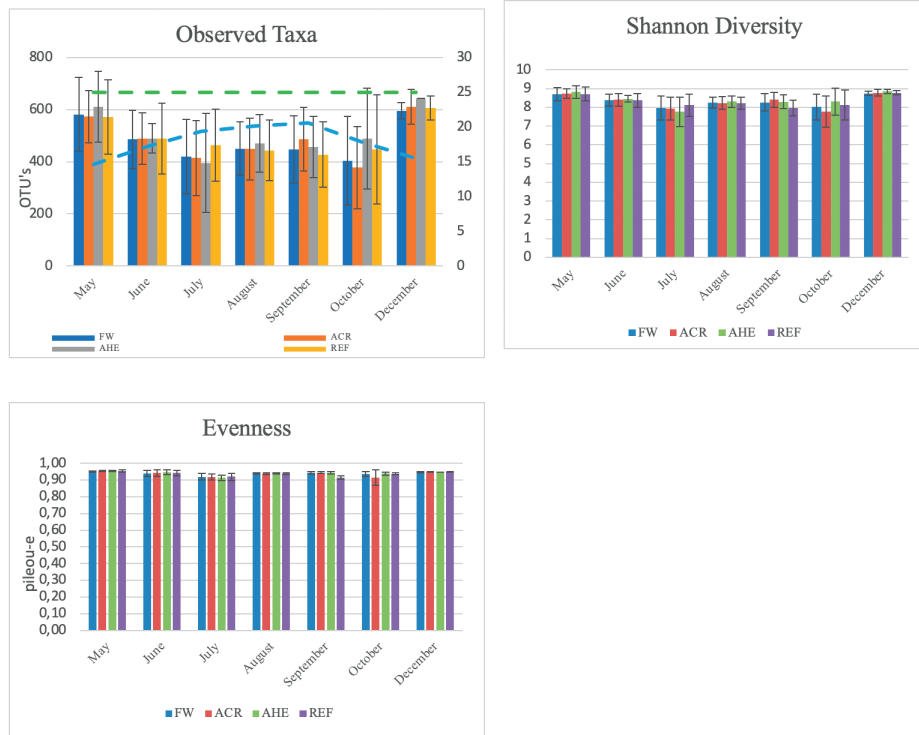 Observed Taxa
800
600
400
200
0
OTU's
30
25
20
15
10
5
0
May
June
July
August
September
October
December
FW
ACR
AHE
REF
Shannon Diversity
10
9
8
7
6
5
4
3
2
1
0
May
June
July
August
September
October
December
FW ACR AHE REF
Evenness
1,00
0,90
0,80
0,70
0,60
0,50
0,40
0,30
0,20
0,10
0,00
pileou-e
May
June
July
August
September
October
December
FW ACR AHE REF